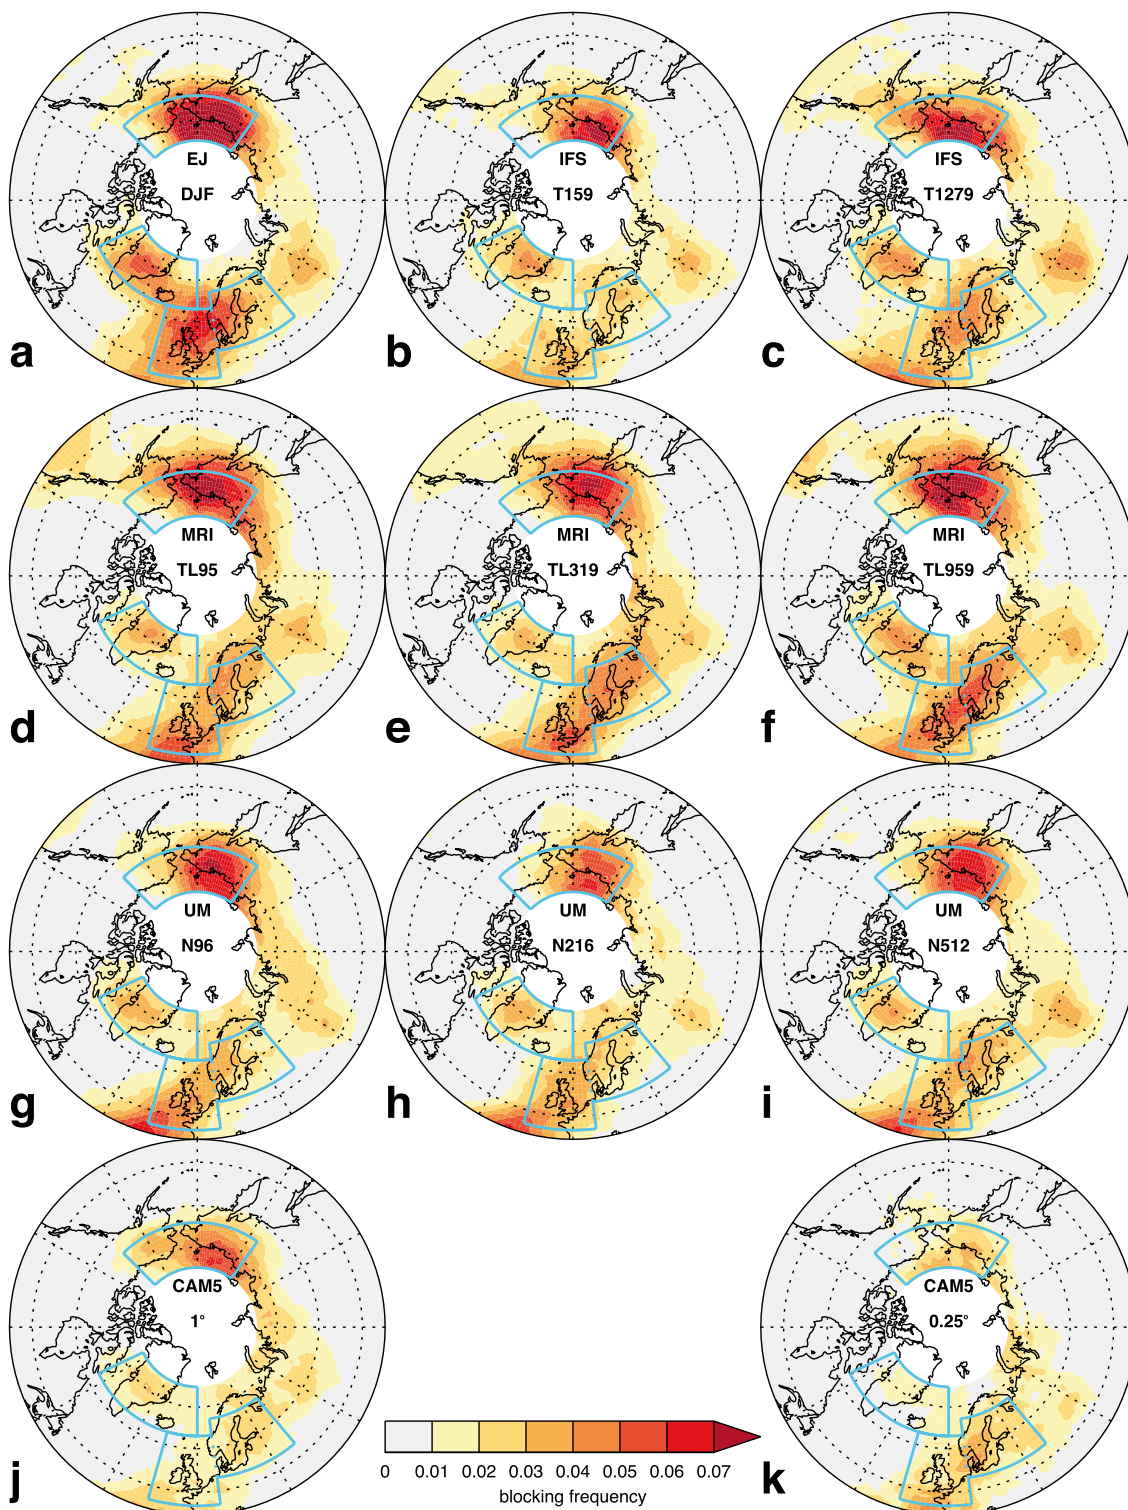 EJ
DJF
a
IFS
T159
b
IFS
T1279
c
MRI
TL95
d
MRI
TL319
e
MRI
TL959
f
UM
N96
g
UM
N216
h
UM
N512
i
CAM5
1°
j
CAM5
0.25°
k
0 0.01 0.02 0.03 0.04 0.05 0.06 0.07
blocking frequency